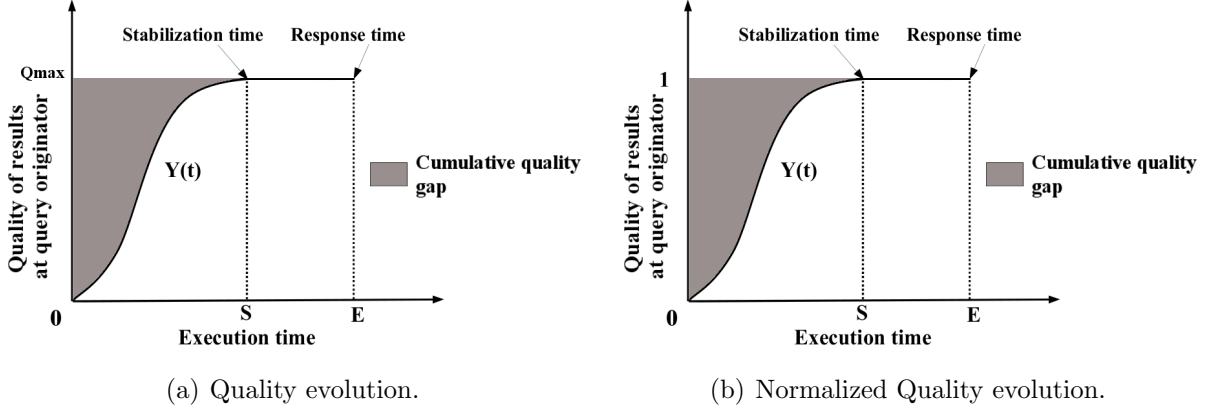 Stabilization time
Response time
Qmax
Quality of results
at query originator
Y(t)
Cumulative quality
gap
0
S
E
Execution time
(a) Quality evolution.
Stabilization time
Response time
1
Quality of results
at query originator
Y(t)
Cumulative quality
gap
0
S
E
Execution time
(b) Normalized Quality evolution.